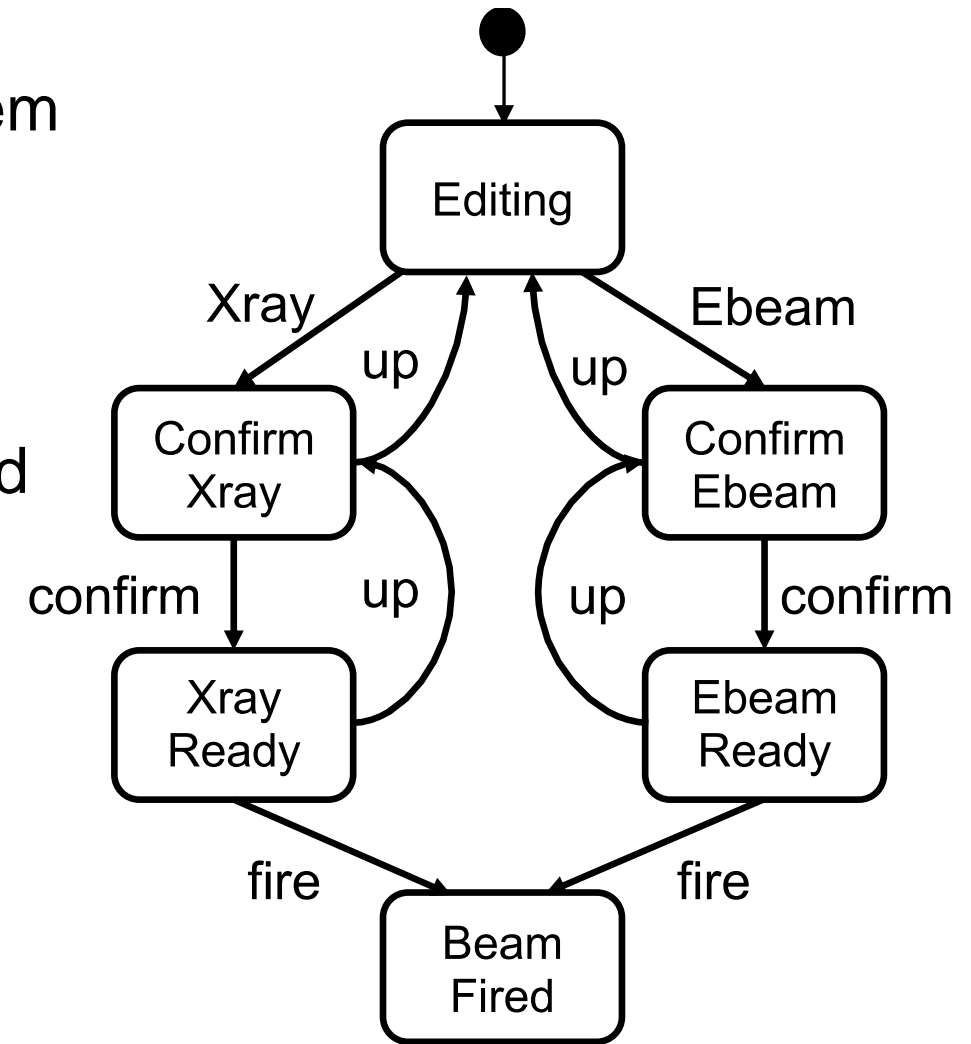 em
Editing
Xray
Ebeam
up
up
Confirm
Xray
Confirm
Ebeam
d
confirm
up
up
confirm
Xray
Ready
Ebeam
Ready
fire
fire
Beam
Fired